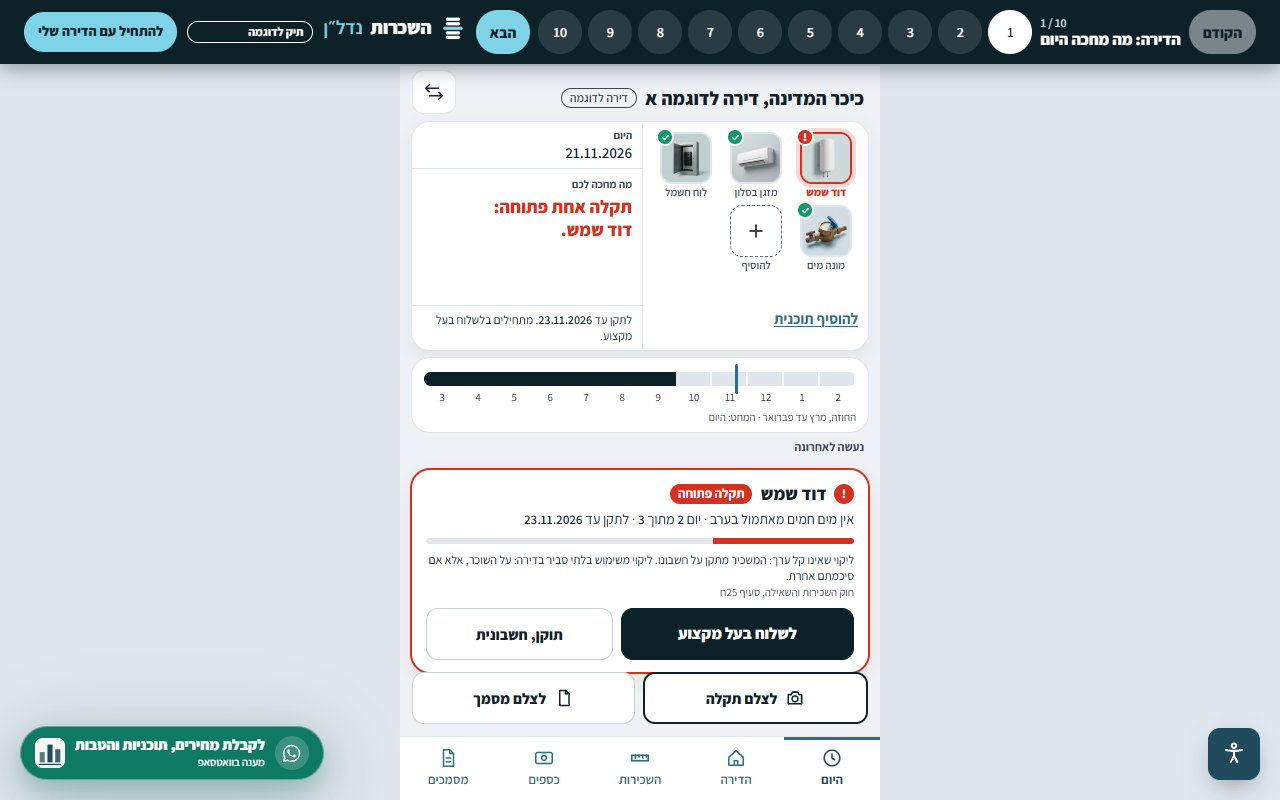 הקודם
1 / 10
הדירה: מה מחכה היום
1
2
3
4
5
6
7
8
9
10
הבא
השכרות נדל״ן
תיק לדוגמה
להתחיל עם הדירה שלי
כיכר המדינה, דירה לדוגמה א
דירה לדוגמה
דוד שמש
מזגן בסלון
לוח חשמל
מונה מים
להוסיף
להוסיף תוכנית
היום
21.11.2026
מה מחכה לכם
תקלה אחת פתוחה:
דוד שמש.
לתקן עד 23.11.2026. מתחילים בלשלוח בעל
מקצוע.
3 4 5 6 7 8 9 10 11 12 1 2
החוזה, מרץ עד פברואר · המחט: היום
נעשה לאחרונה
דוד שמש
תקלה פתוחה
אין מים חמים מאתמול בערב · יום 2 מתוך 3 · לתקן עד 23.11.2026
ליקוי שאינו קל ערך: המשכיר מתקן על חשבונו. ליקוי משימוש בלתי סביר בדירה: על השוכר, אלא אם
סיכמתם אחרת.
חוק השכירות והשאילה, סעיף 25ח
לשלוח בעל מקצוע
תוקן, חשבונית
לצלם תקלה
לצלם מסמך
היום
הדירה
השכירות
כספים
מסמכים
לקבלת מחירים, תוכניות והטבות
מענה בוואטסאפ